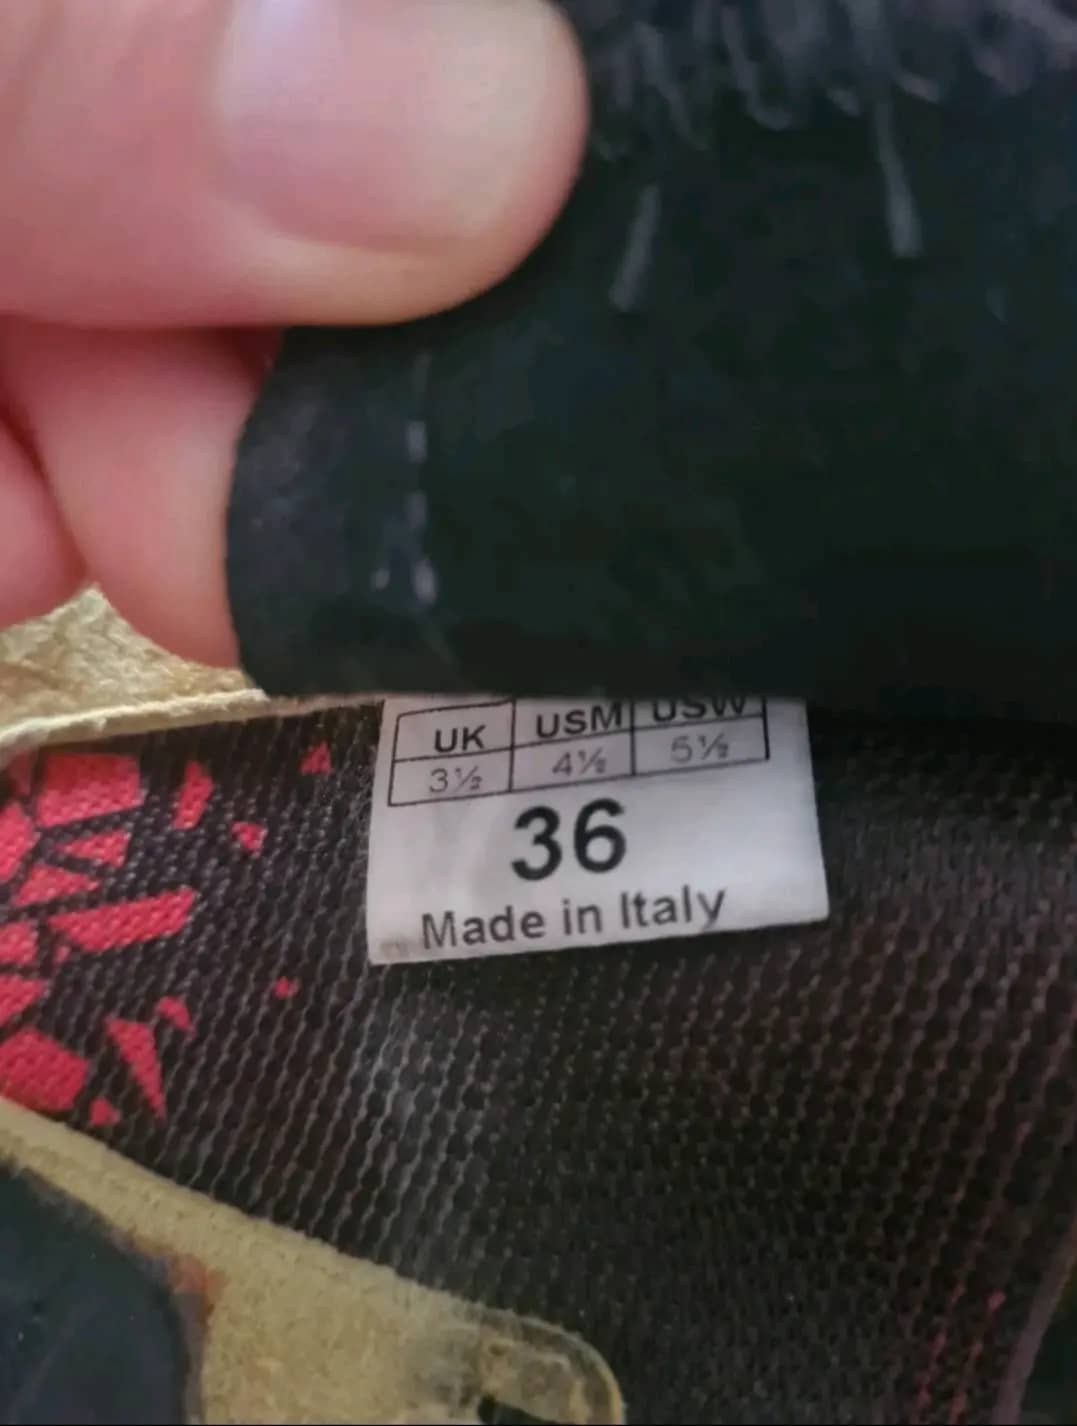 UK USM USW
3½ 4½ 5½
36
Made in Italy